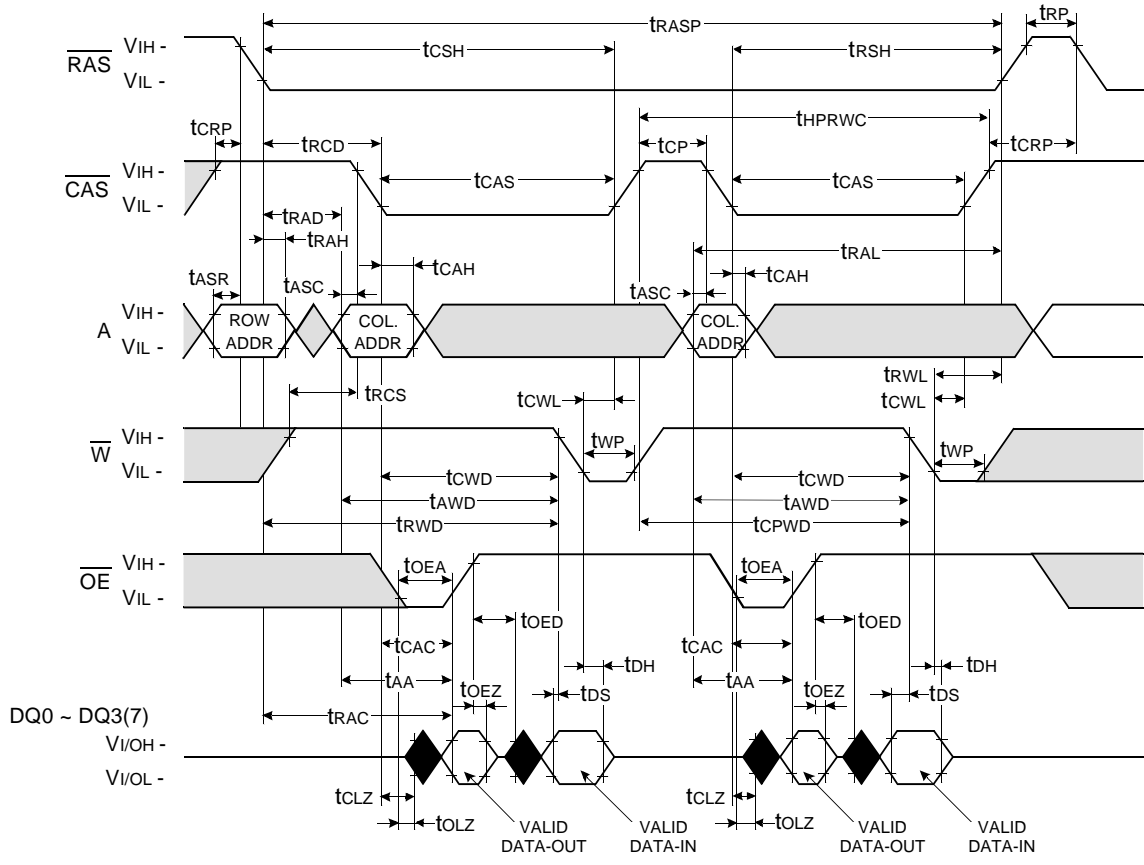 tRASP
tRP
VIH -
tCSH
tRSH
RAS
VIL -
tHPRWC
tCRP
tRCD
tCP
tCRP
VIH -
CAS
tCAS
tCAS
VIL -
tRAD
tRAH
tCAH
tRAL
tCAH
tASR
tASC
tASC
VIH -
A
ROW
ADDR
COL.
ADDR
COL.
ADDR
VIL -
tRWL
tRCS
tCWL
tCWL
VIH -
W
tWP
tWP
VIL -
tCWD
tCWD
tAWD
tAWD
tRWD
tCPWD
VIH -
OE
tOEA
tOEA
VIL -
tOED
tOED
tCAC
tCAC
tDH
tDH
tAA
tOEZ
tDS
tAA
tOEZ
tDS
DQ0 ~ DQ3(7)
tRAC
VI/OH -
VI/OL -
tCLZ
tCLZ
tOLZ
VALID
DATA-OUT
VALID
DATA-IN
tOLZ
VALID
DATA-OUT
VALID
DATA-IN